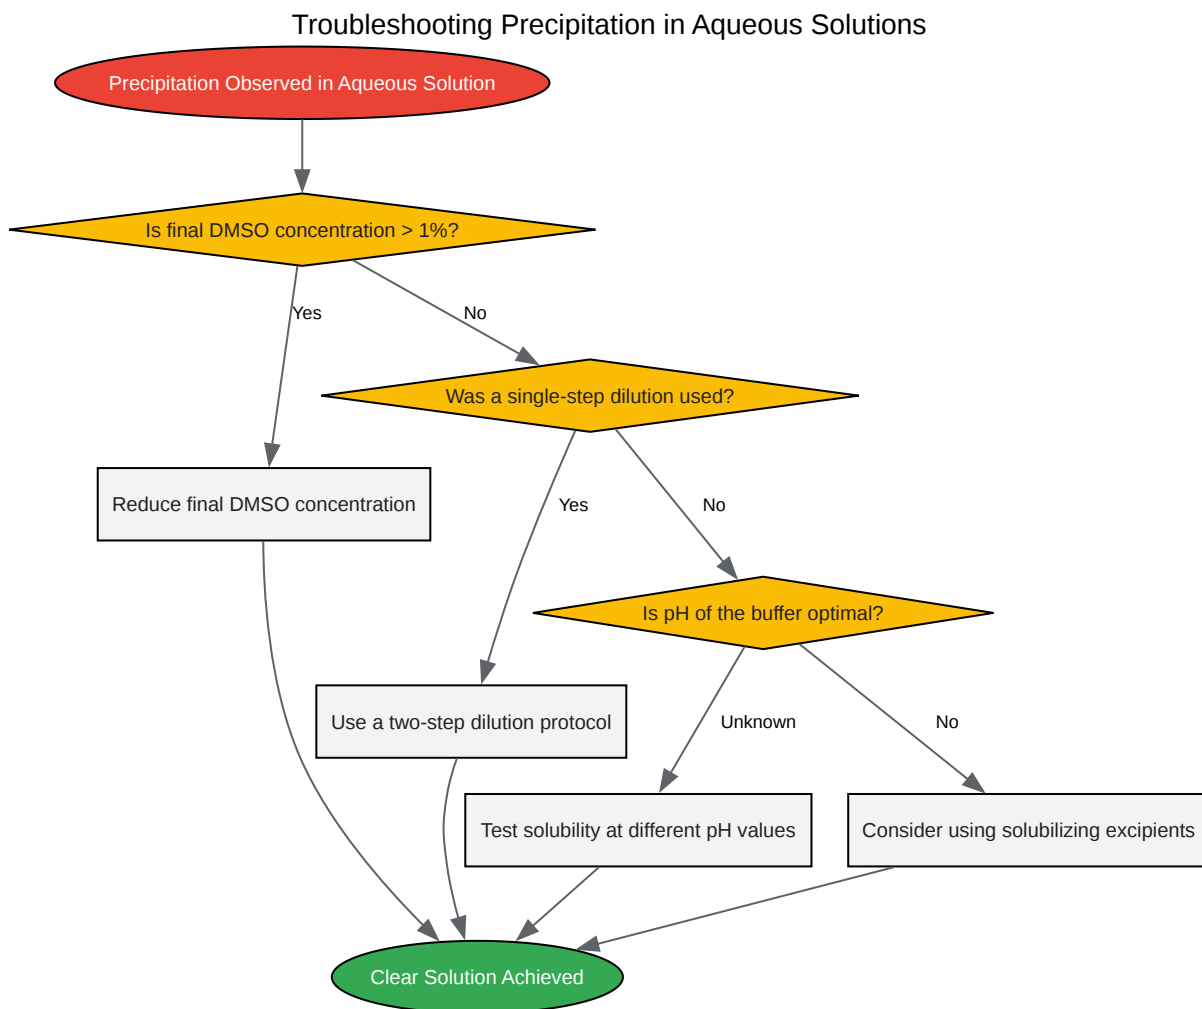 Troubleshooting Precipitation in Aqueous Solutions
Precipitation Observed in Aqueous Solution
Is final DMSO concentration > 1%?
Yes
No
Was a single-step dilution used?
Reduce final DMSO concentration
Yes
No
Is pH of the buffer optimal?
Use a two-step dilution protocol
Unknown
No
Test solubility at different pH values
Consider using solubilizing excipients
Clear Solution Achieved